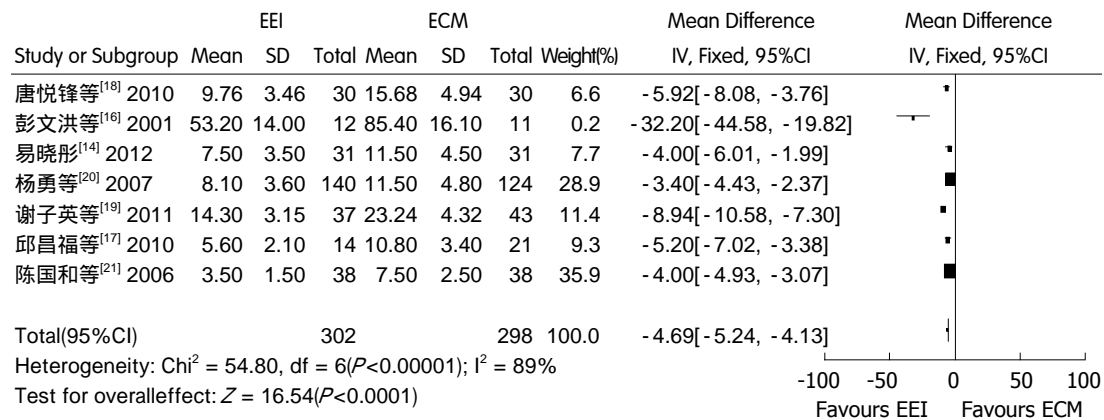 EEI ECM Mean Difference Mean Difference
Study or Subgroup Mean SD Total Mean SD Total Weight(%) IV, Fixed, 95%CI IV, Fixed, 95%CI
唐悦锋等[18] 2010 9.76 3.46 30 15.68 4.94 30 6.6 -5.92[-8.08, -3.76]
彭文洪等[16] 2001 53.20 14.00 12 85.40 16.10 11 0.2 -32.20[-44.58, -19.82]
易晓彤[14] 2012 7.50 3.50 31 11.50 4.50 31 7.7 -4.00[-6.01, -1.99]
杨勇等[20] 2007 8.10 3.60 140 11.50 4.80 124 28.9 -3.40[-4.43, -2.37]
谢子英等[19] 2011 14.30 3.15 37 23.24 4.32 43 11.4 -8.94[-10.58, -7.30]
邱昌福等[17] 2010 5.60 2.10 14 10.80 3.40 21 9.3 -5.20[-7.02, -3.38]
陈国和等[21] 2006 3.50 1.50 38 7.50 2.50 38 35.9 -4.00[-4.93, -3.07]
Total(95%CI) 302 298 100.0 -4.69[-5.24, -4.13]
Heterogeneity: Chi² = 54.80, df = 6(P<0.00001); I² = 89%
Test for overalleffect: Z = 16.54(P<0.0001)
-100 -50 0 50 100
Favours EEI Favours ECM